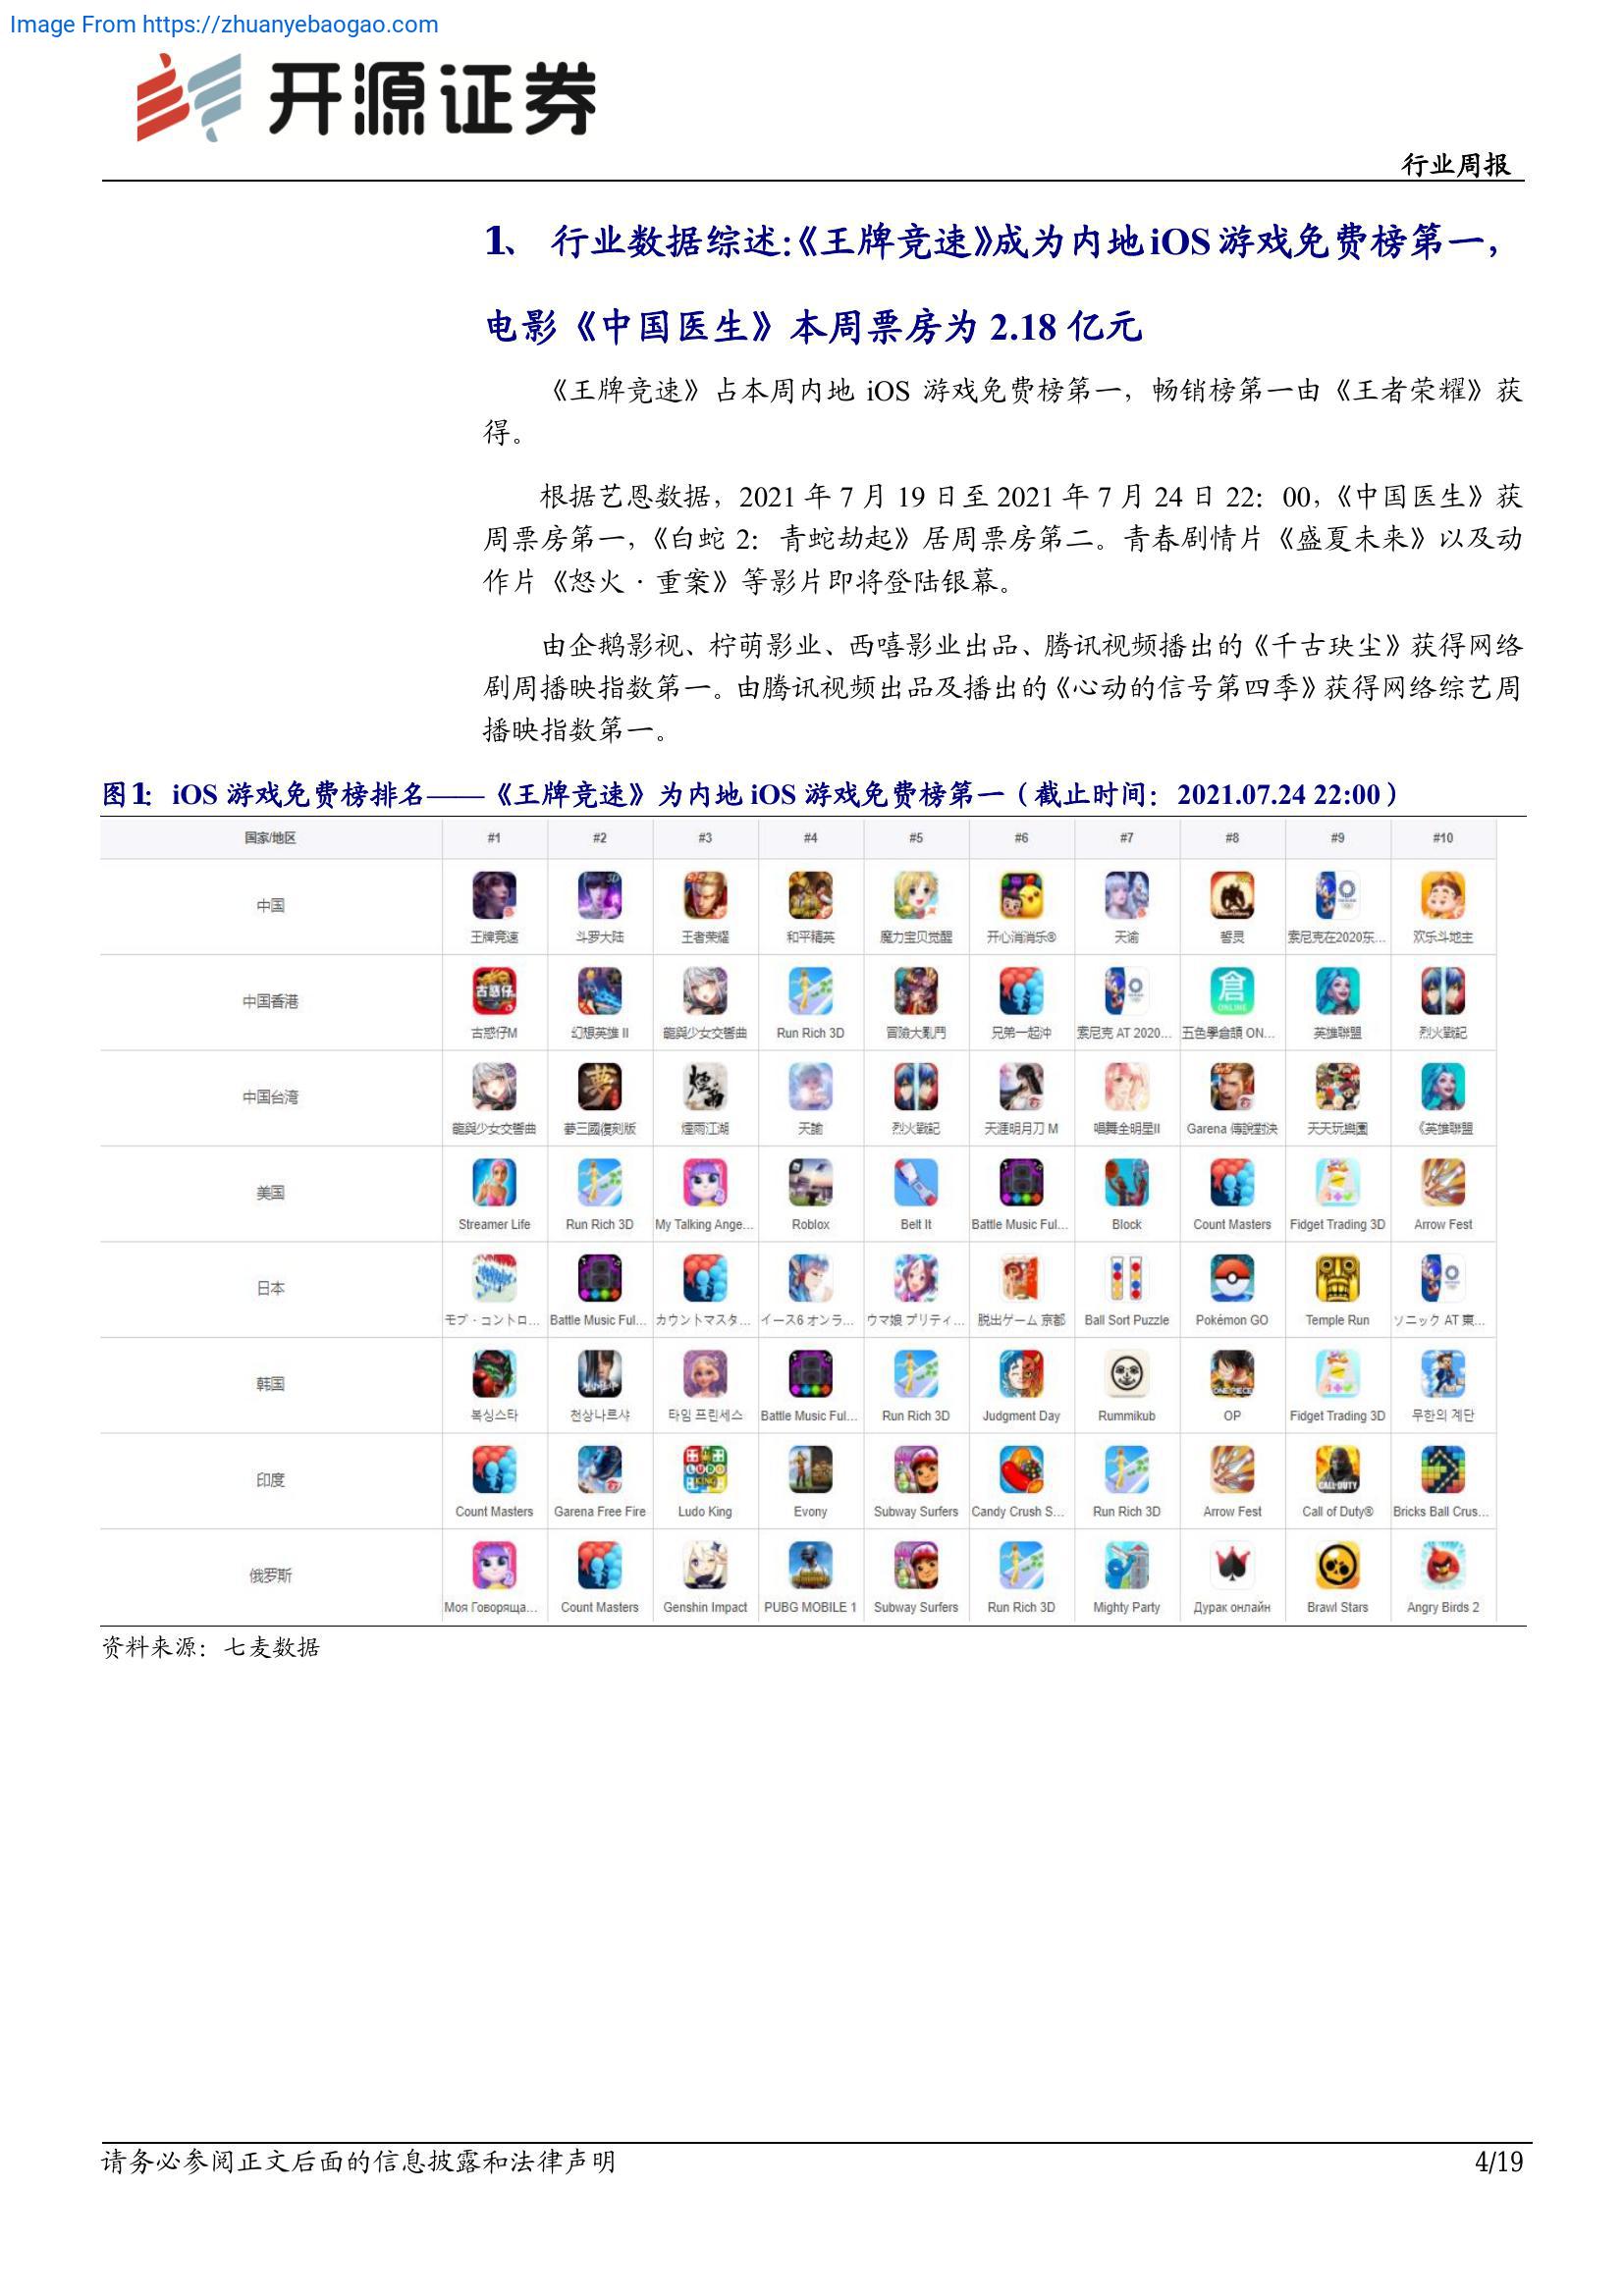 Image From https://zhuanyebaogao.com
开源证券
行业周报
1、 行业数据综述:《王牌竞速》成为内地iOS游戏免费榜第一，
电影《中国医生》本周票房为 2.18 亿元
《王牌竞速》占本周内地 iOS 游戏免费榜第一，畅销榜第一由《王者荣耀》获
得。
根据艺恩数据，2021 年 7 月 19 日至 2021 年 7 月 24 日 22：00，《中国医生》获
周票房第一，《白蛇 2：青蛇劫起》居周票房第二。青春剧情片《盛夏未来》以及动
作片《怒火·重案》等影片即将登陆银幕。
由企鹅影视、柠萌影业、西嘻影业出品、腾讯视频播出的《千古玦尘》获得网络
剧周播映指数第一。由腾讯视频出品及播出的《心动的信号第四季》获得网络综艺周
播映指数第一。
图1：iOS 游戏免费榜排名——《王牌竞速》为内地 iOS 游戏免费榜第一（截止时间：2021.07.24 22:00）
国家/地区 #1 #2 #3 #4 #5 #6 #7 #8 #9 #10
中国 王牌竞速 斗罗大陆 王者荣耀 和平精英 魔力宝贝觉醒 开心消消乐® 天谕 誓灵 索尼克在2020东... 欢乐斗地主
中国香港 古惑仔M 幻想英雄 II 龍與少女交響曲 Run Rich 3D 冒險大亂鬥 兄弟一起沖 索尼克 AT 2020... 五色學倉頡 ON... 英雄聯盟 烈火戰記
中国台湾 龍與少女交響曲 夢三國復刻版 煙雨江湖 天諭 烈火戰記 天涯明月刀 M 唱舞全明星II Garena 傳說對決 天天玩樂園 《英雄聯盟
美国 Streamer Life Run Rich 3D My Talking Ange... Roblox Belt It Battle Music Ful... Block Count Masters Fidget Trading 3D Arrow Fest
日本 モブ・コントロ... Battle Music Ful... カウントマスタ... イース6 オンラ... ウマ娘 プリティ... 脱出ゲーム 京都 Ball Sort Puzzle Pokémon GO Temple Run ソニック AT 東...
韩国 복싱스타 천상나르샤 타임 프린세스 Battle Music Ful... Run Rich 3D Judgment Day Rummikub OP Fidget Trading 3D 무한의 계단
印度 Count Masters Garena Free Fire Ludo King Evony Subway Surfers Candy Crush S... Run Rich 3D Arrow Fest Call of Duty® Bricks Ball Crus...
俄罗斯 Моя Говоряща... Count Masters Genshin Impact PUBG MOBILE 1 Subway Surfers Run Rich 3D Mighty Party Дурак онлайн Brawl Stars Angry Birds 2
资料来源：七麦数据
请务必参阅正文后面的信息披露和法律声明
4/19